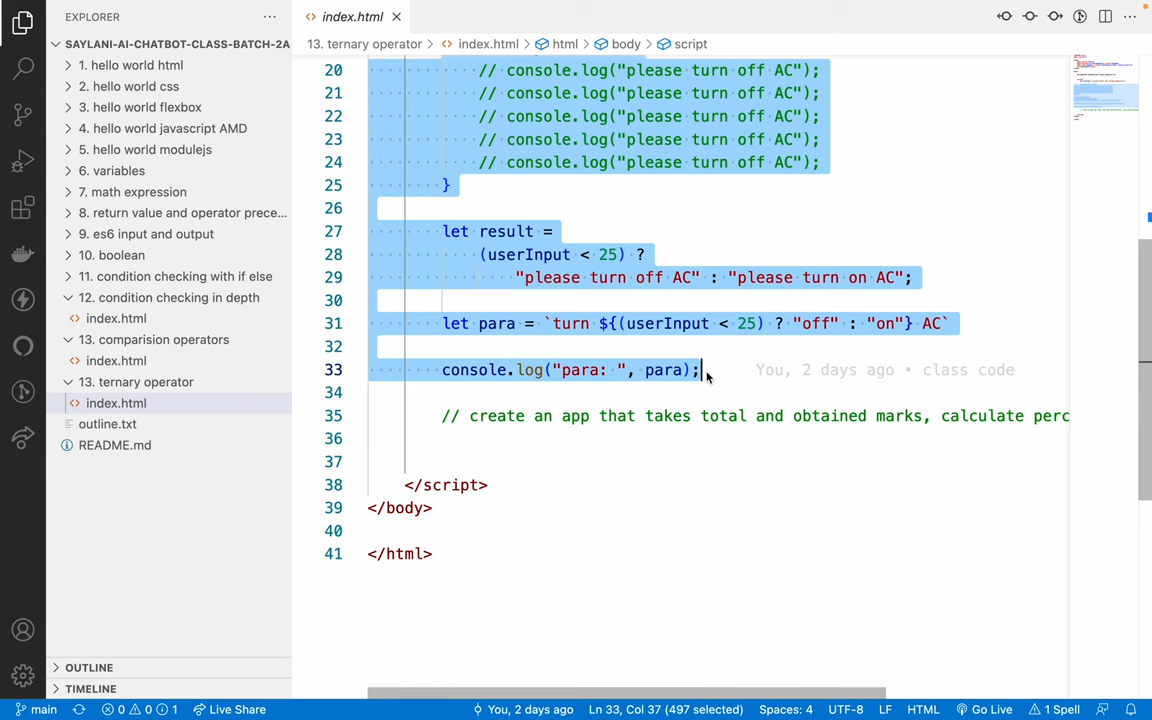 EXPLORER
SAYLANI-AI-CHATBOT-CLASS-BATCH-2A
1. hello world html
2. hello world css
3. hello world flexbox
4. hello world javascript AMD
5. hello world modulejs
6. variables
7. math expression
8. return value and operator prece...
9. es6 input and output
10. boolean
11. condition checking with if else
12. condition checking in depth
<> index.html
13. comparision operators
<> index.html
13. ternary operator
<> index.html
outline.txt
README.md
OUTLINE
TIMELINE
<> index.html
13. ternary operator > <> index.html > html > body > script
20 // console.log("please turn off AC");
21 // console.log("please turn off AC");
22 // console.log("please turn off AC");
23 // console.log("please turn off AC");
24 // console.log("please turn off AC");
25 }
26
27 let result =
28 (userInput < 25) ?
29 "please turn off AC" : "please turn on AC";
30
31 let para = `turn ${(userInput < 25) ? "off" : "on"} AC`
32
33 console.log("para: ", para); You, 2 days ago • class code
34
35 // create an app that takes total and obtained marks, calculate perc
36
37
38 </script>
39 </body>
40
41 </html>
main 0 0 1 Live Share You, 2 days ago Ln 33, Col 37 (497 selected) Spaces: 4 UTF-8 LF HTML Go Live 1 Spell